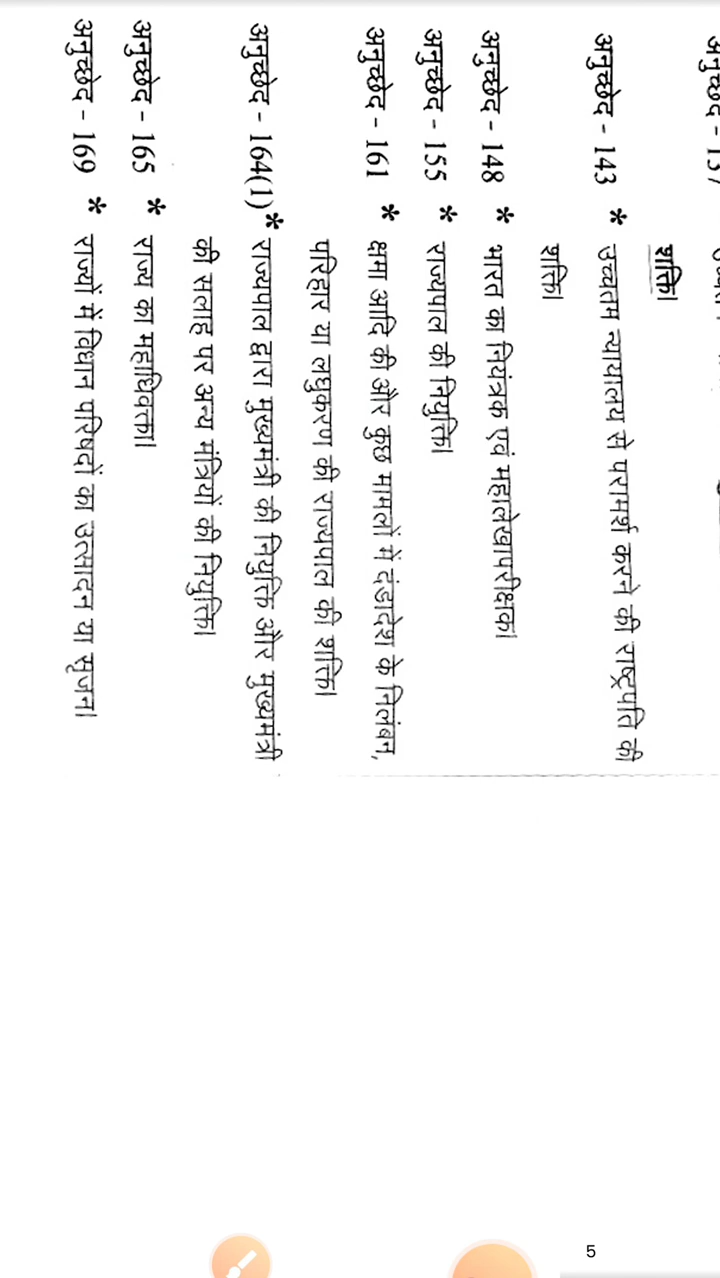 शक्ति।
अनुच्छेद - 143 * उच्चतम न्यायालय से परामर्श करने की राष्ट्रपति की
शक्ति।
अनुच्छेद - 148 * भारत का नियंत्रक एवं महालेखापरीक्षक।
अनुच्छेद - 155 * राज्यपाल की नियुक्ति।
अनुच्छेद - 161 * क्षमा आदि की और कुछ मामलों में दंडादेश के निलंबन,
परिहार या लघुकरण की राज्यपाल की शक्ति।
अनुच्छेद - 164(1)* राज्यपाल द्वारा मुख्यमंत्री की नियुक्ति और मुख्यमंत्री
की सलाह पर अन्य मंत्रियों की नियुक्ति।
अनुच्छेद - 165 * राज्य का महाधिवक्ता।
अनुच्छेद - 169 * राज्यों में विधान परिषदों का उत्सादन या सृजन।
5